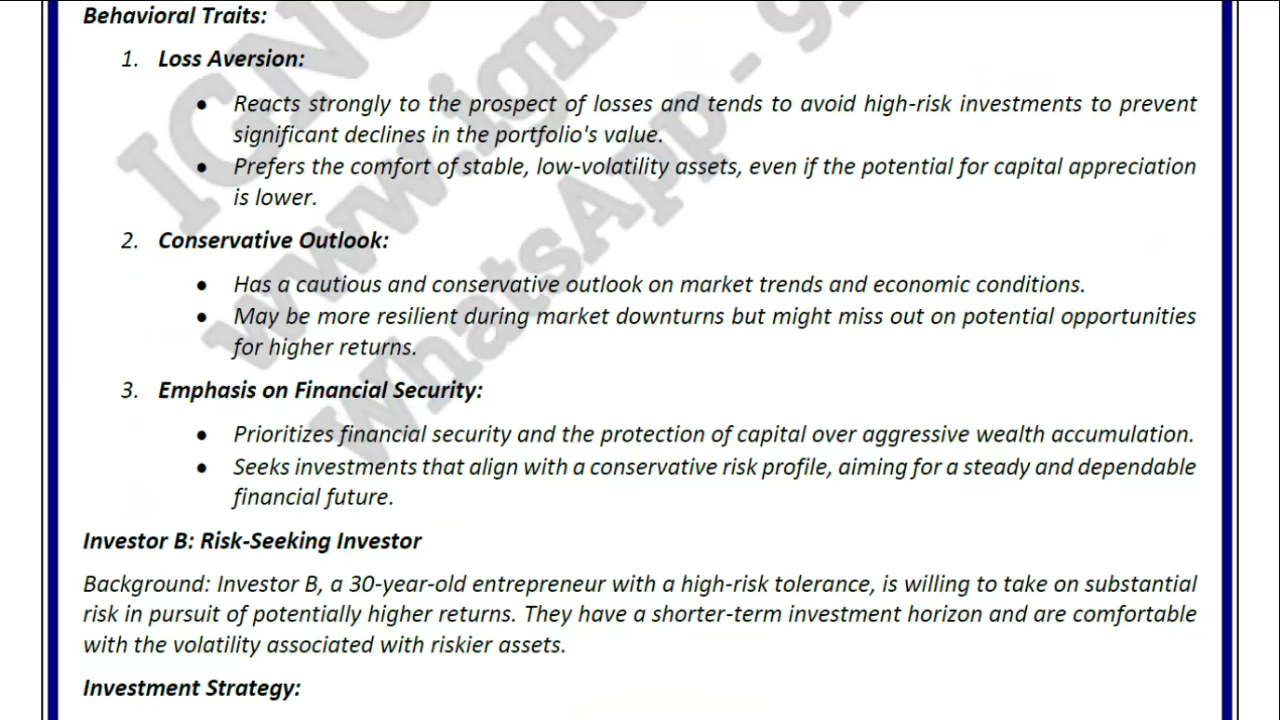 Behavioral Traits:
1. Loss Aversion:
• Reacts strongly to the prospect of losses and tends to avoid high-risk investments to prevent
significant declines in the portfolio's value.
• Prefers the comfort of stable, low-volatility assets, even if the potential for capital appreciation
is lower.
2. Conservative Outlook:
• Has a cautious and conservative outlook on market trends and economic conditions.
• May be more resilient during market downturns but might miss out on potential opportunities
for higher returns.
3. Emphasis on Financial Security:
• Prioritizes financial security and the protection of capital over aggressive wealth accumulation.
• Seeks investments that align with a conservative risk profile, aiming for a steady and dependable
financial future.
Investor B: Risk-Seeking Investor
Background: Investor B, a 30-year-old entrepreneur with a high-risk tolerance, is willing to take on substantial
risk in pursuit of potentially higher returns. They have a shorter-term investment horizon and are comfortable
with the volatility associated with riskier assets.
Investment Strategy:
WhatsApp -